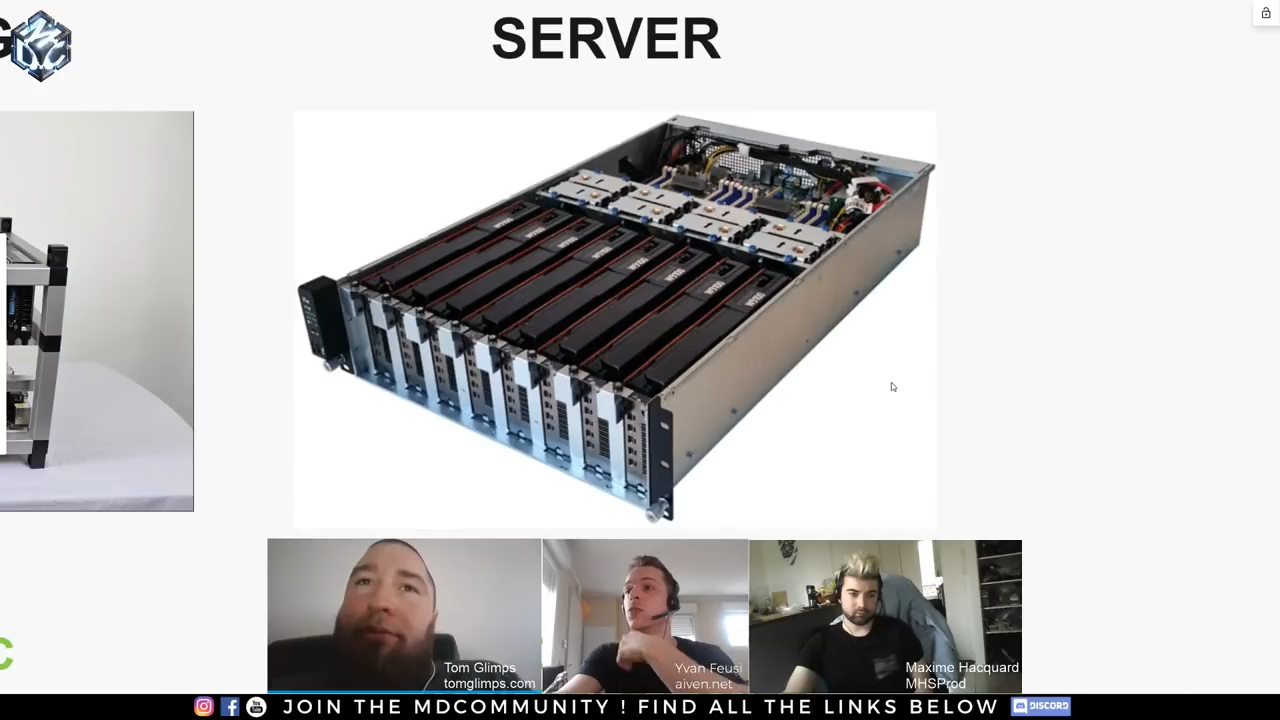 SERVER
Tom Glimps
tomglimps.com
Yvan Feusi
aiven.net
Maxime Hacquard
MHSProd
JOIN THE MDCOMMUNITY ! FIND ALL THE LINKS BELOW
DISCORD